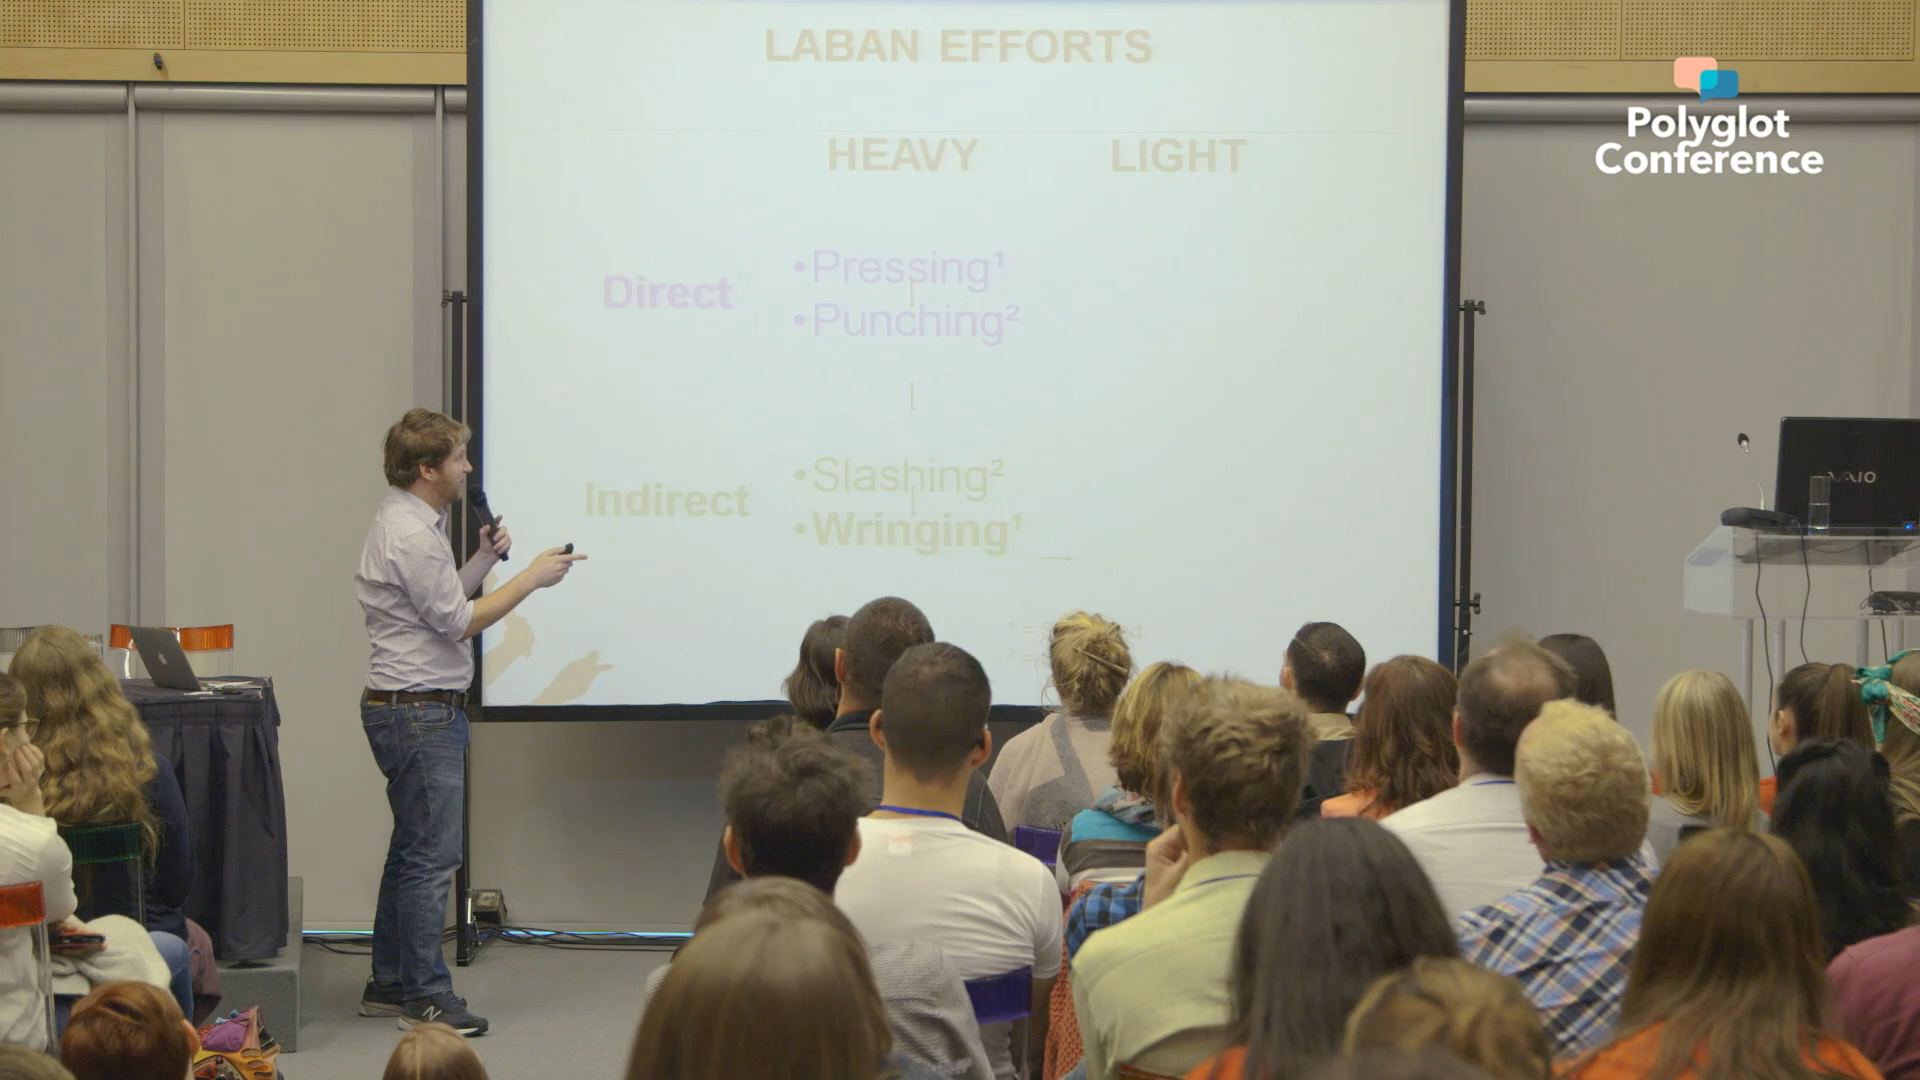 LABAN EFFORTS
HEAVY LIGHT
Direct
•Pressing¹
•Punching²
Indirect
•Slashing²
•Wringing¹
Polyglot
Conference
VAIO
N